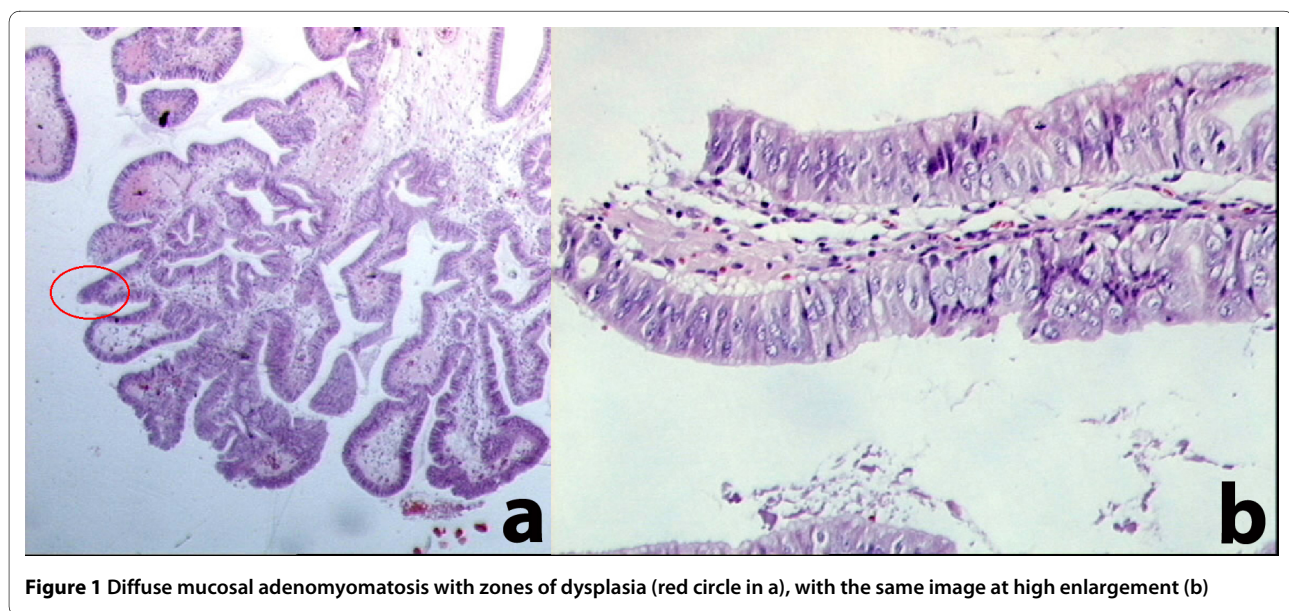 a
b
Figure 1 Diffuse mucosal adenomyomatosis with zones of dysplasia (red circle in a), with the same image at high enlargement (b)